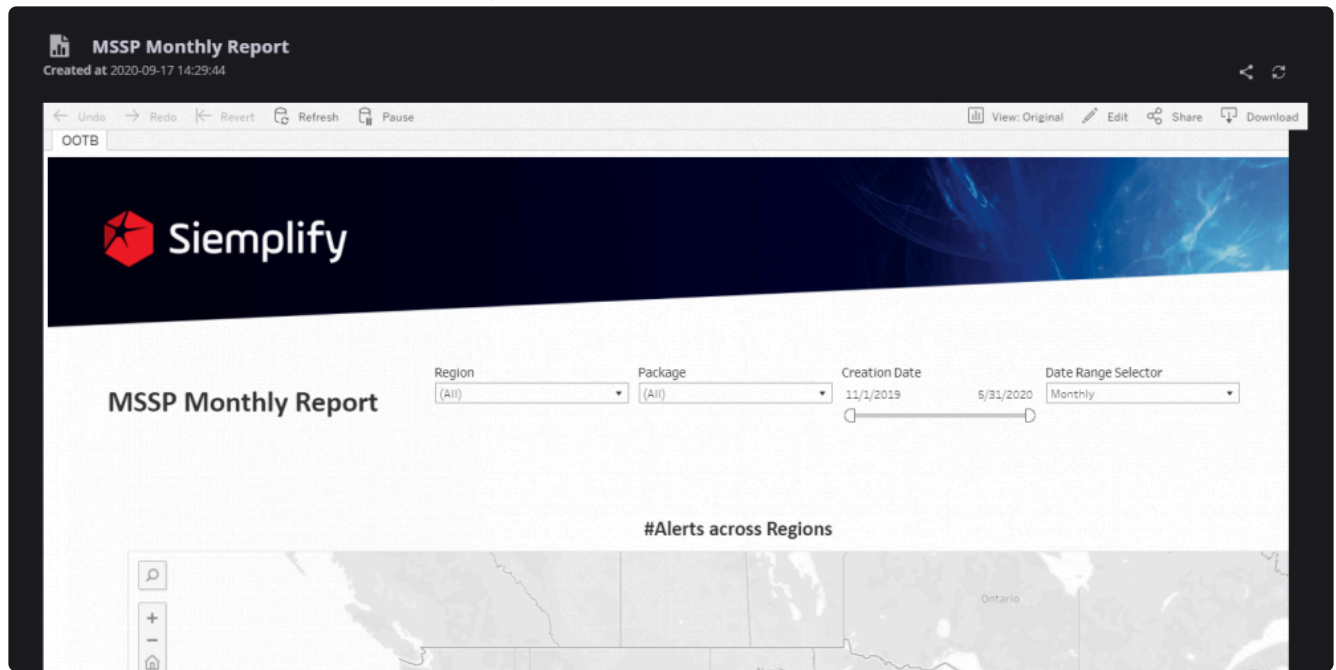 MSSP Monthly Report
Created at 2020-09-17 14:29:44
Undo Redo Revert Refresh Pause View: Original Edit Share Download
OOTB
Siemplify
Region Package Creation Date Date Range Selector
(All) (All) 11/1/2019 5/31/2020 Monthly
MSSP Monthly Report
#Alerts across Regions
Ontario